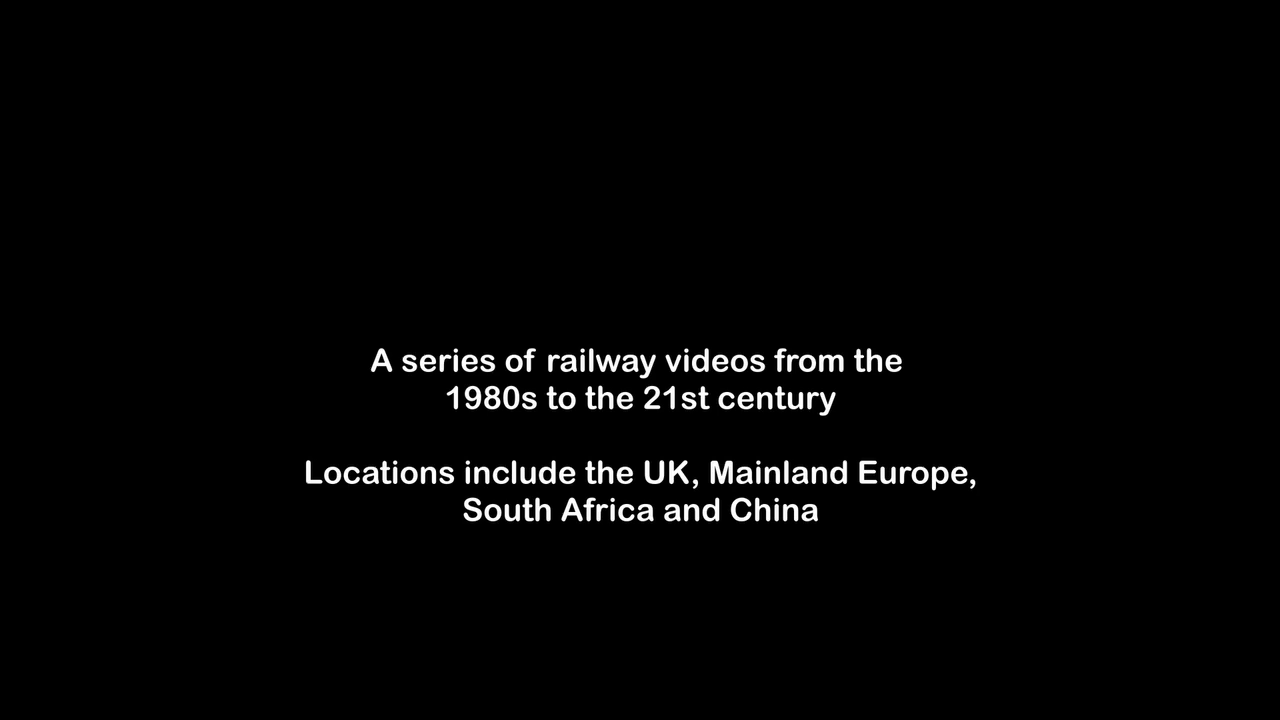 A series of railway videos from the
1980s to the 21st century
Locations include the UK, Mainland Europe,
South Africa and China